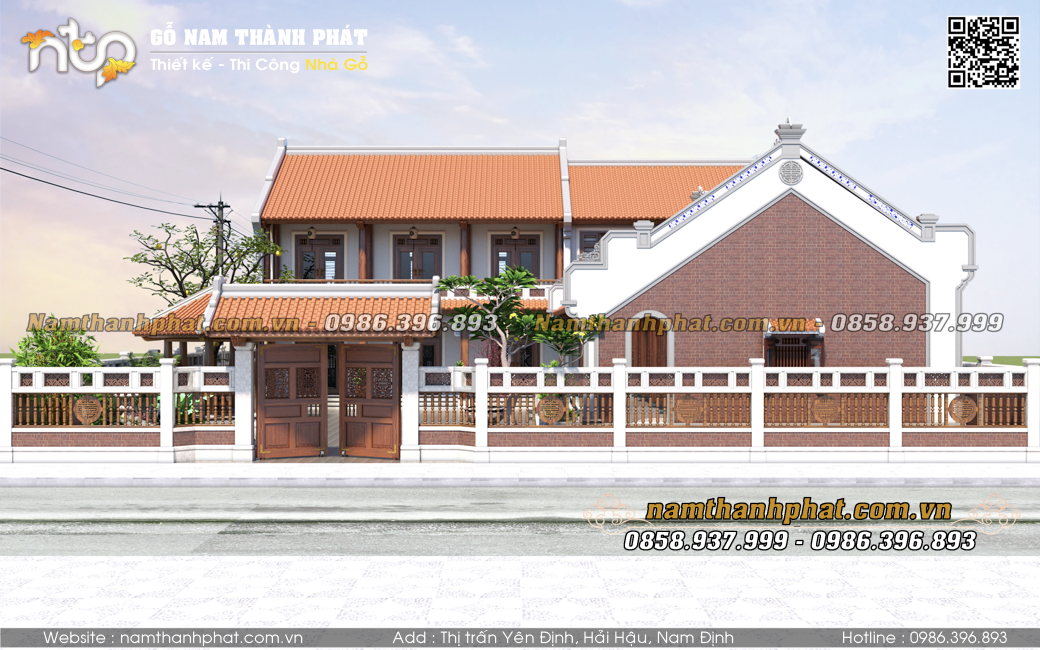 ntp
GỖ NAM THÀNH PHÁT
Thiết kế - Thi Công Nhà Gỗ
Namthanhphat.com.vn - 0986.396.893
Namthanhphat.com.vn - 0858.937.999
namthanhphat.com.vn
0858.937.999 - 0986.396.893
Website : namthanhphat.com.vn Add : Thị trấn Yên Định, Hải Hậu, Nam Định Hotline : 0986.396.893